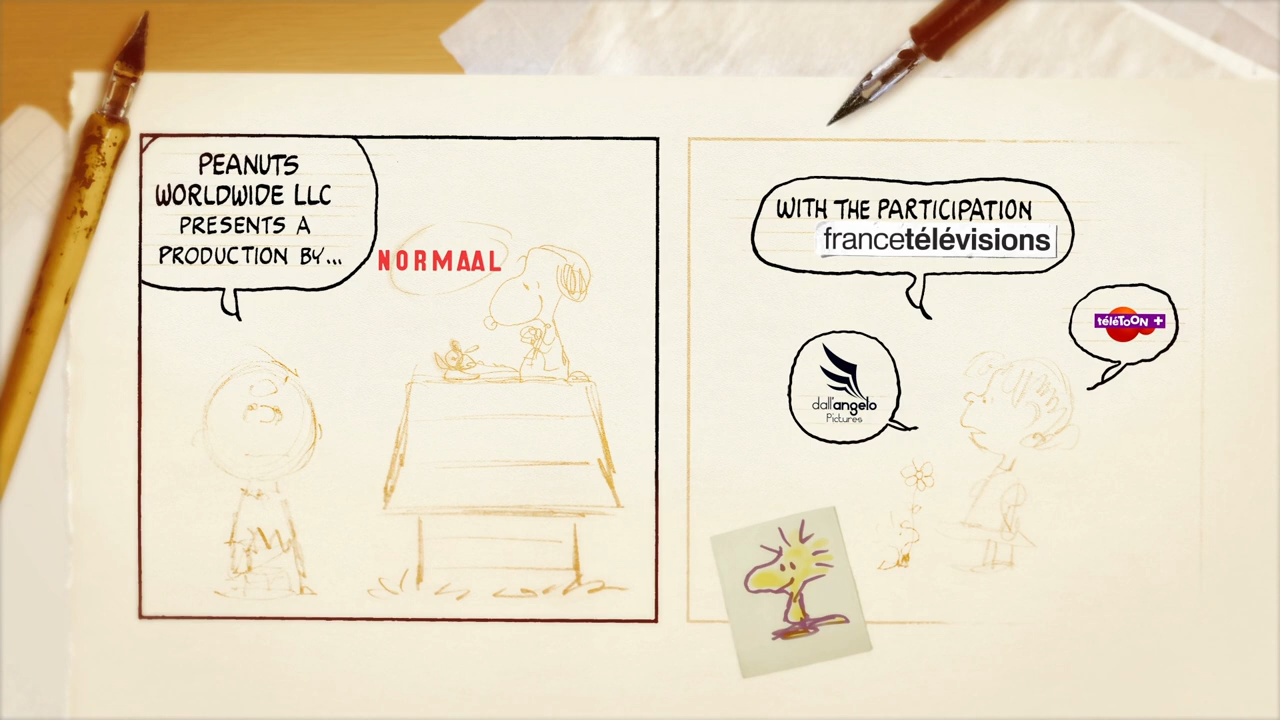 PEANUTS
WORLDWIDE LLC
PRESENTS A
PRODUCTION BY...
NORMAAL
WITH THE PARTICIPATION
francetélévisions
dall'angelo
Pictures
téléTOON +